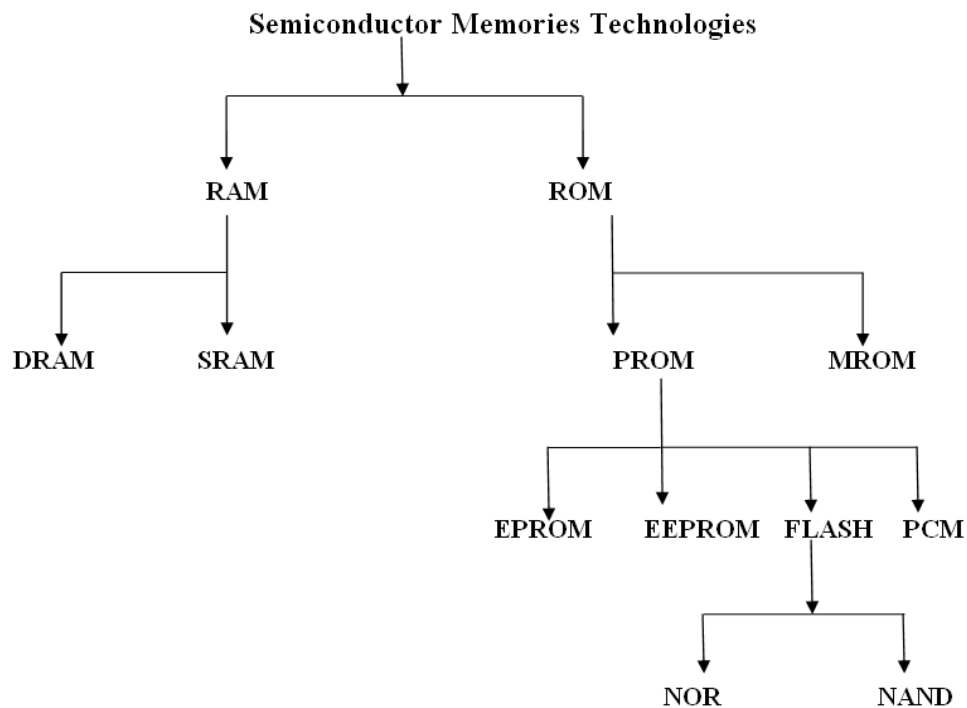 Semiconductor Memories Technologies
RAM ROM
DRAM SRAM PROM MROM
EPROM EEPROM FLASH PCM
NOR NAND